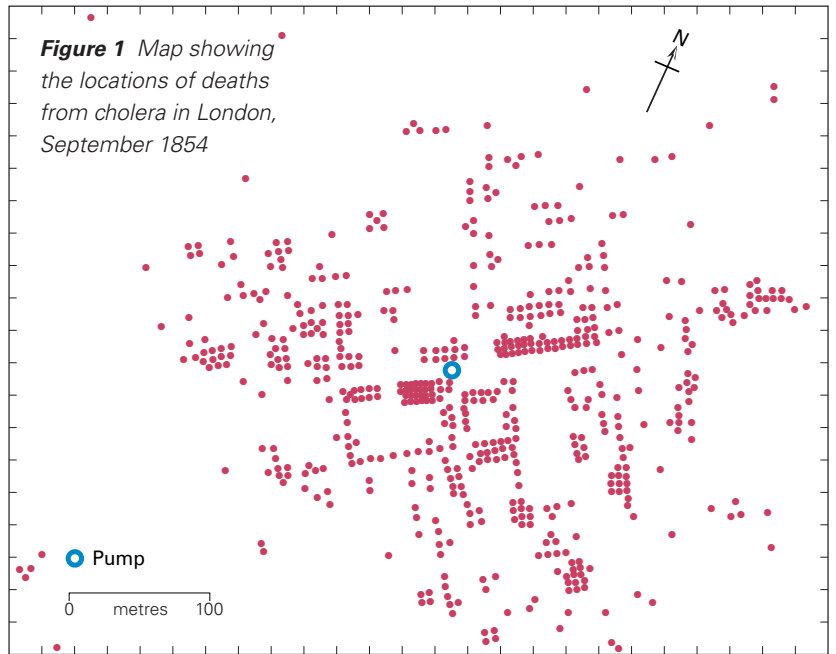 Figure 1 Map showing
the locations of deaths
from cholera in London,
September 1854
N
Pump
0 metres 100